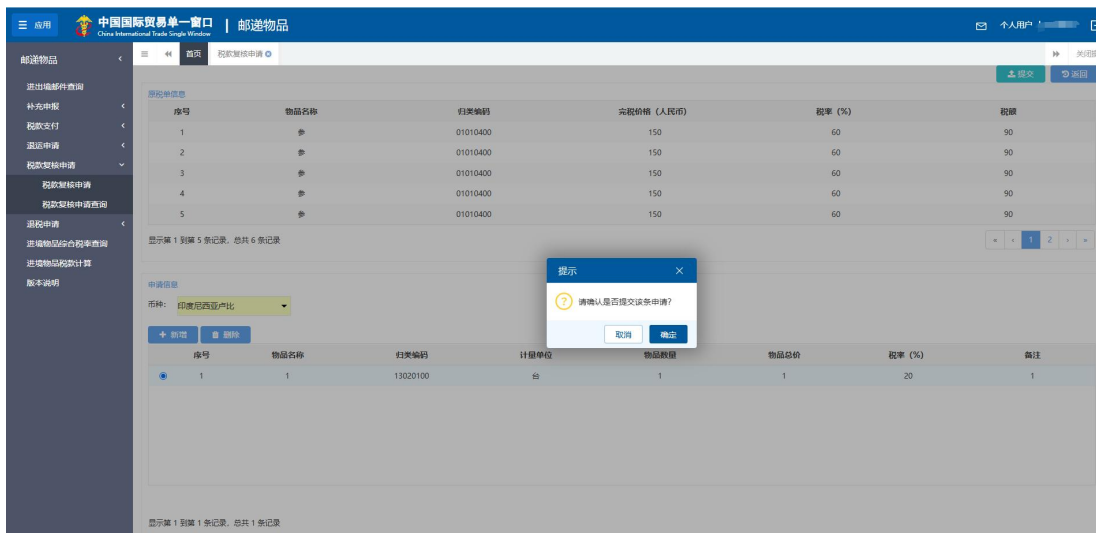 应用 中国国际贸易单一窗口 | 邮递物品 个人用户
China International Trade Single Window
邮递物品 首页 税款复核申请
提交 返回
进出境邮件查询
补充申报
税款支付
退运申请
税款复核申请
税款复核申请
税款复核申请查询
退税申请
进境物品综合税率查询
进境物品税款计算
版本说明
原税单信息
序号 物品名称 归类编码 完税价格（人民币） 税率（%） 税额
1 参 01010400 150 60 90
2 参 01010400 150 60 90
3 参 01010400 150 60 90
4 参 01010400 150 60 90
5 参 01010400 150 60 90
显示第 1 到第 5 条记录，总共 6 条记录 « ‹ 1 2 › »
提示 ×
请确认是否提交该条申请?
取消 确定
申请信息
币种: 印度尼西亚卢比
+ 新增 删除
序号 物品名称 归类编码 计量单位 物品数量 物品总价 税率（%） 备注
1 1 13020100 台 1 1 20 1
显示第 1 到第 1 条记录，总共 1 条记录